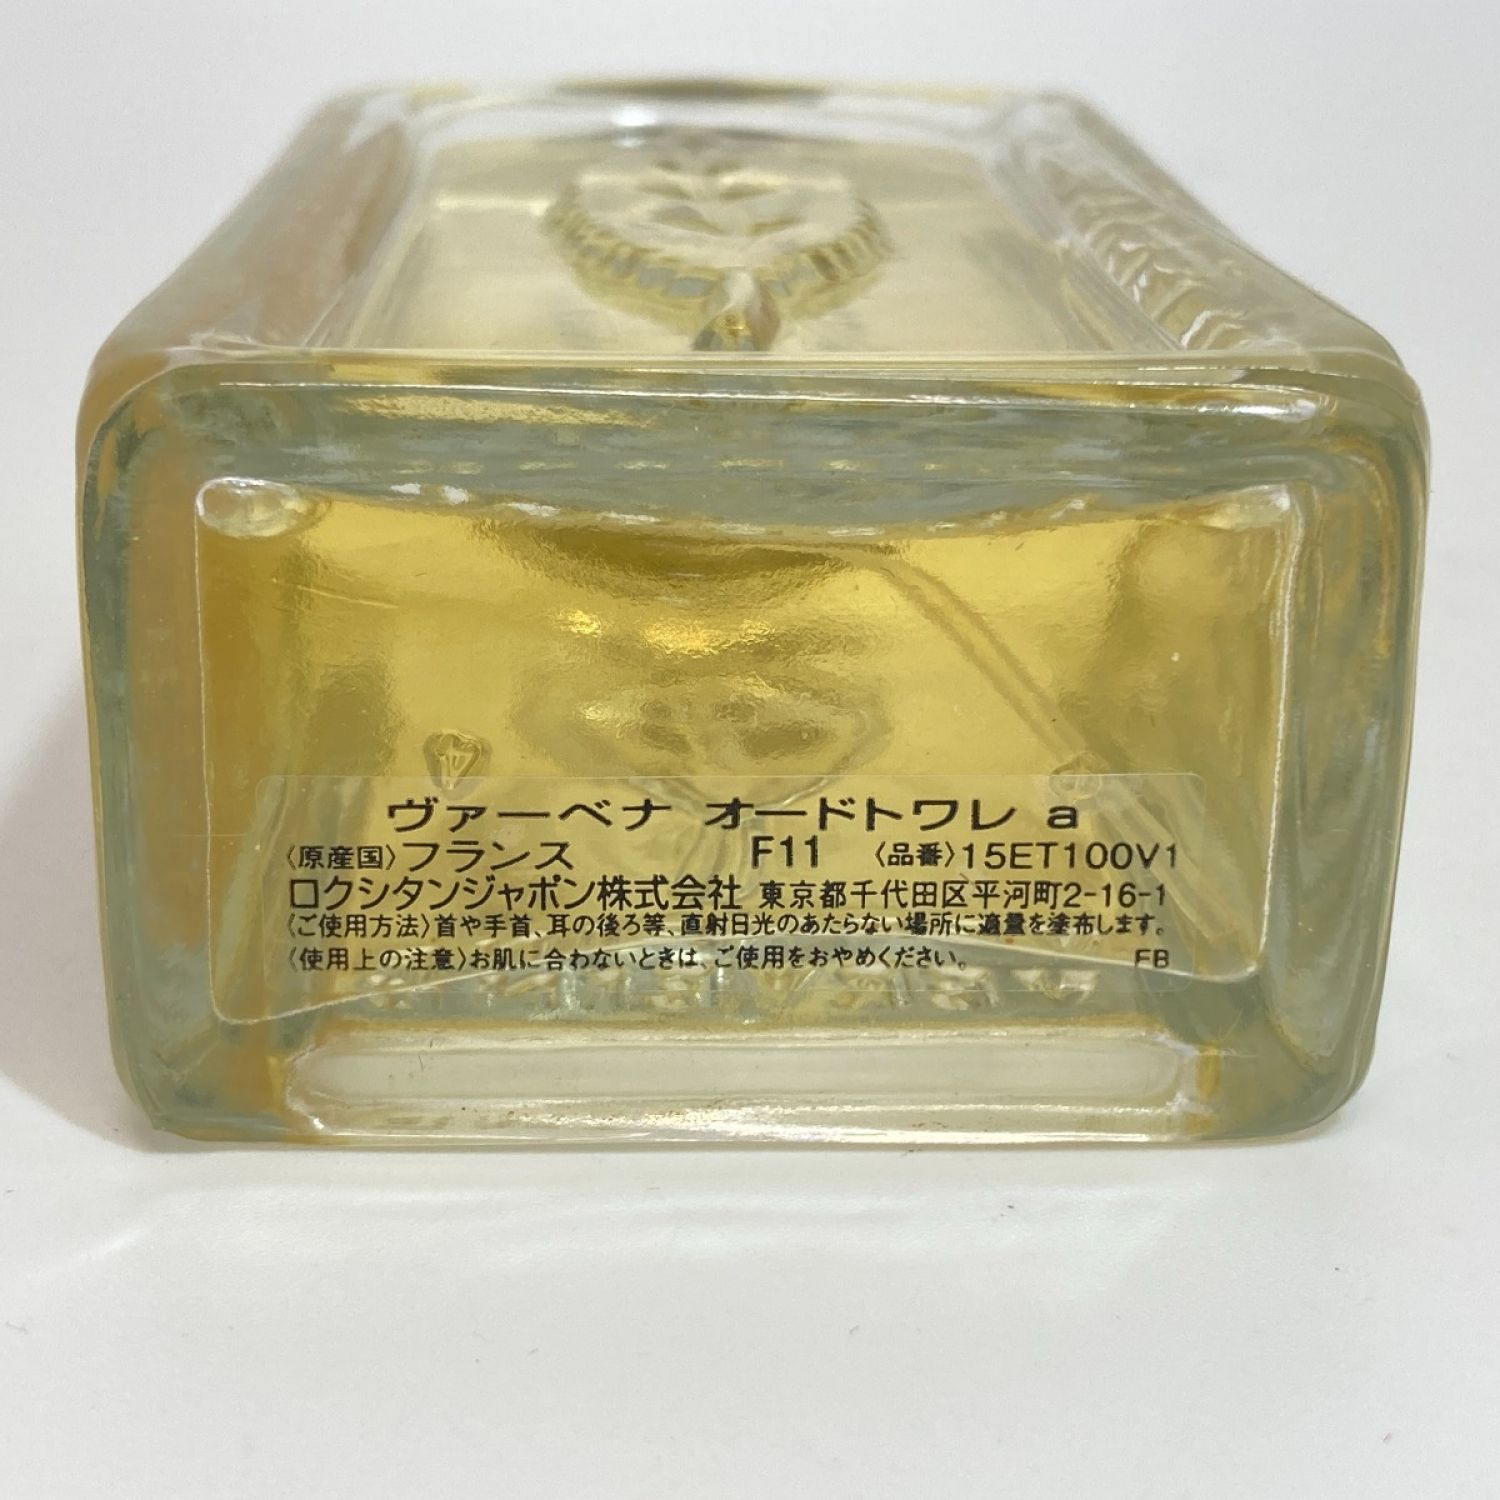 ヴァーベナ オードトワレ a
〈原産国〉フランス F11 〈品番〉15ET100V1
ロクシタンジャポン株式会社 東京都千代田区平河町2-16-1
〈ご使用方法〉首や手首、耳の後ろ等、直射日光のあたらない場所に適量を塗布します。
〈使用上の注意〉お肌に合わないときは、ご使用をおやめください。 FB